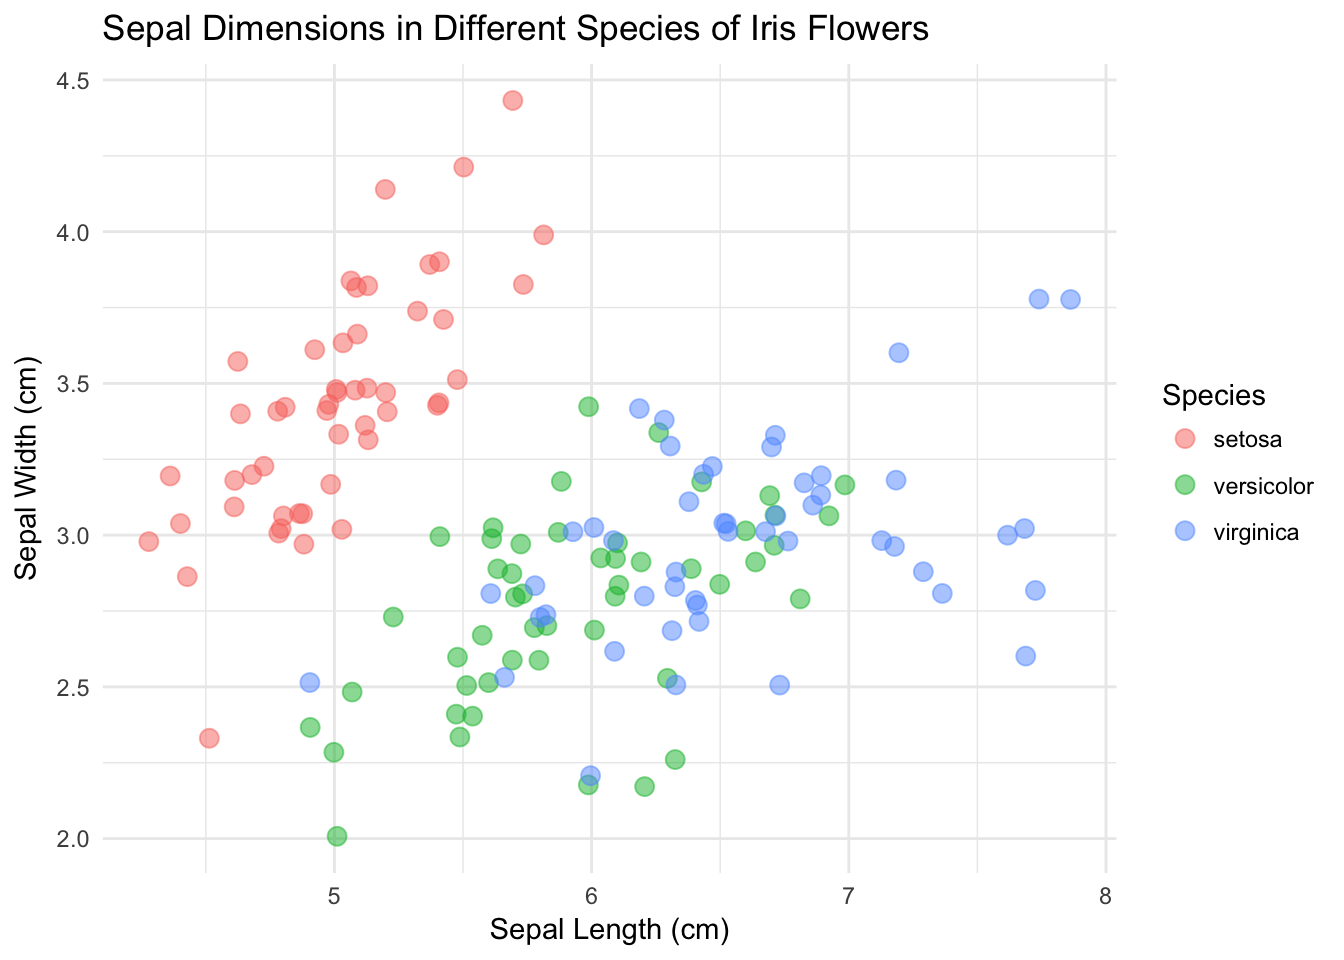 Sepal Dimensions in Different Species of Iris Flowers
4.5
4.0
3.5
3.0
2.5
2.0
Sepal Width (cm)
5 6 7 8
Sepal Length (cm)
Species
setosa
versicolor
virginica